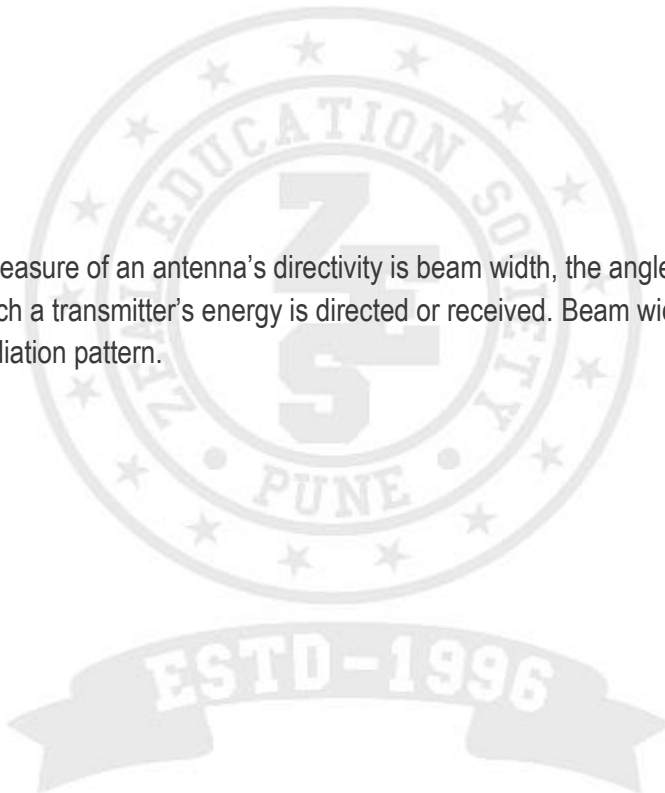 ZEAL EDUCATION SOCIETY
ZES
easure of an antenna’s directivity is beam width, the angle
ch a transmitter’s energy is directed or received. Beam wid
liation pattern.
• PUNE •
ESTD-1996